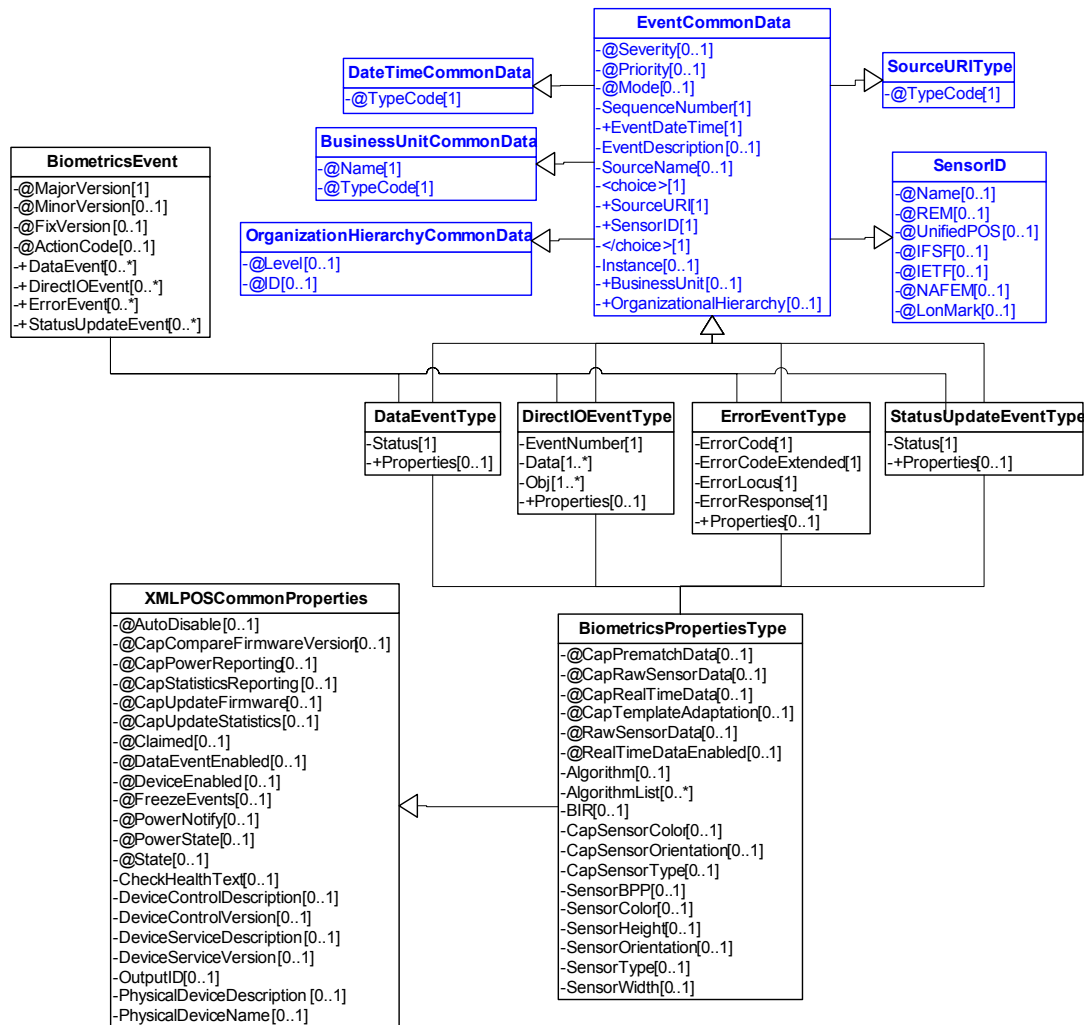 EventCommonData
-@Severity[0..1]
-@Priority[0..1]
-@Mode[0..1]
-SequenceNumber[1]
-+EventDateTime[1]
-EventDescription[0..1]
-SourceName[0..1]
-<choice>[1]
-+SourceURI[1]
-+SensorID[1]
-</choice>[1]
-Instance[0..1]
-+BusinessUnit[0..1]
-+OrganizationalHierarchy[0..1]
DateTimeCommonData
-@TypeCode[1]
SourceURIType
-@TypeCode[1]
BusinessUnitCommonData
-@Name[1]
-@TypeCode[1]
BiometricsEvent
-@MajorVersion[1]
-@MinorVersion[0..1]
-@FixVersion[0..1]
-@ActionCode[0..1]
-+DataEvent[0..*]
-+DirectIOEvent[0..*]
-+ErrorEvent[0..*]
-+StatusUpdateEvent[0..*]
SensorID
-@Name[0..1]
-@REM[0..1]
-@UnifiedPOS[0..1]
-@IFSF[0..1]
-@IETF[0..1]
-@NAFEM[0..1]
-@LonMark[0..1]
OrganizationHierarchyCommonData
-@Level[0..1]
-@ID[0..1]
DataEventType
-Status[1]
-+Properties[0..1]
DirectIOEventType
-EventNumber[1]
-Data[1..*]
-Obj[1..*]
-+Properties[0..1]
ErrorEventType
-ErrorCode[1]
-ErrorCodeExtended[1]
-ErrorLocus[1]
-ErrorResponse[1]
-+Properties[0..1]
StatusUpdateEventType
-Status[1]
-+Properties[0..1]
XMLPOSCommonProperties
-@AutoDisable[0..1]
-@CapCompareFirmwareVersion[0..1]
-@CapPowerReporting[0..1]
-@CapStatisticsReporting[0..1]
-@CapUpdateFirmware[0..1]
-@CapUpdateStatistics[0..1]
-@Claimed[0..1]
-@DataEventEnabled[0..1]
-@DeviceEnabled[0..1]
-@FreezeEvents[0..1]
-@PowerNotify[0..1]
-@PowerState[0..1]
-@State[0..1]
-CheckHealthText[0..1]
-DeviceControlDescription[0..1]
-DeviceControlVersion[0..1]
-DeviceServiceDescription[0..1]
-DeviceServiceVersion[0..1]
-OutputID[0..1]
-PhysicalDeviceDescription[0..1]
-PhysicalDeviceName[0..1]
BiometricsPropertiesType
-@CapPrematchData[0..1]
-@CapRawSensorData[0..1]
-@CapRealTimeData[0..1]
-@CapTemplateAdaptation[0..1]
-@RawSensorData[0..1]
-@RealTimeDataEnabled[0..1]
-Algorithm[0..1]
-AlgorithmList[0..*]
-BIR[0..1]
-CapSensorColor[0..1]
-CapSensorOrientation[0..1]
-CapSensorType[0..1]
-SensorBPP[0..1]
-SensorColor[0..1]
-SensorHeight[0..1]
-SensorOrientation[0..1]
-SensorType[0..1]
-SensorWidth[0..1]